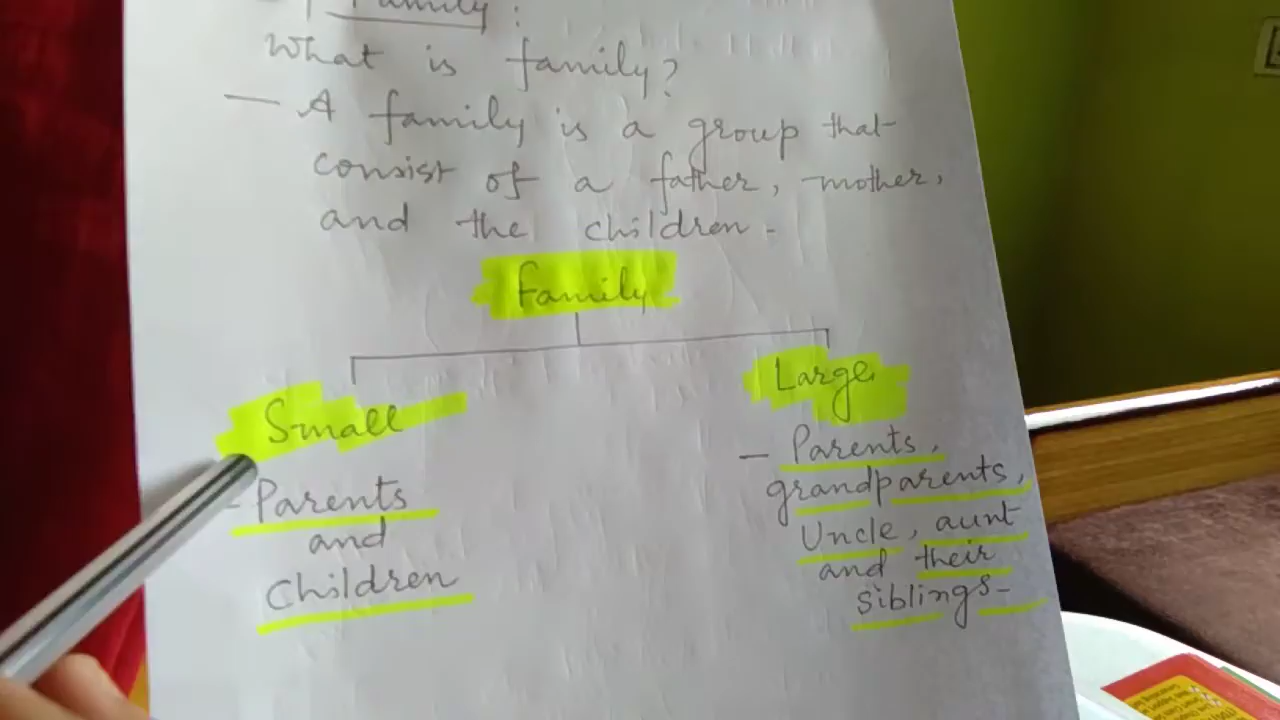 Family:
What is family?
— A family is a group that
consist of a father, mother,
and the children -
Family
Small
Large
- Parents
and
Children
— Parents,
grandparents,
Uncle, aunt
and their
siblings-